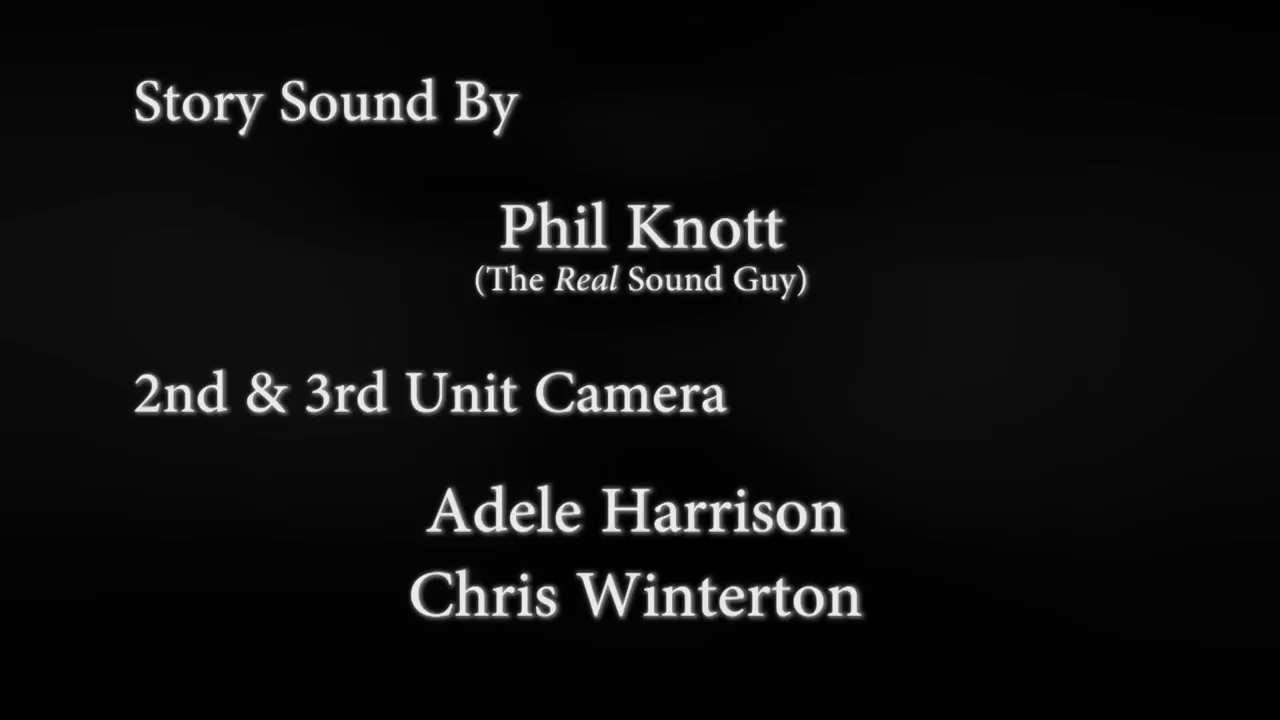 Story Sound By
Phil Knott
(The Real Sound Guy)
2nd & 3rd Unit Camera
Adele Harrison
Chris Winterton